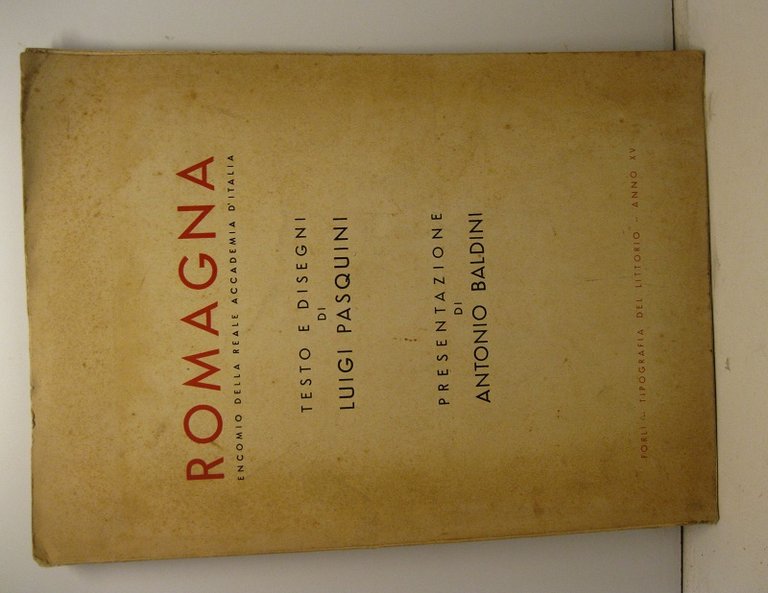 ROMAGNA
ENCOMIO DELLA REALE ACCADEMIA D'ITALIA
TESTO E DISEGNI
DI
LUIGI PASQUINI
PRESENTAZIONE
DI
ANTONIO BALDINI
FORLÌ - TIPOGRAFIA DEL LITTORIO - ANNO XV